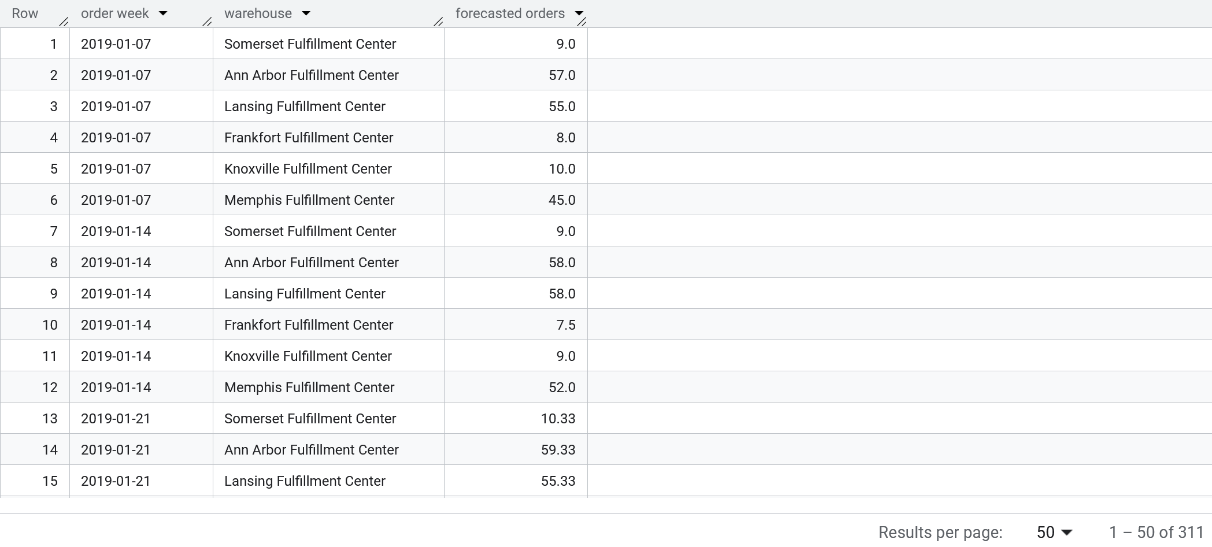 Row order week warehouse forecasted orders
1 2019-01-07 Somerset Fulfillment Center 9.0
2 2019-01-07 Ann Arbor Fulfillment Center 57.0
3 2019-01-07 Lansing Fulfillment Center 55.0
4 2019-01-07 Frankfort Fulfillment Center 8.0
5 2019-01-07 Knoxville Fulfillment Center 10.0
6 2019-01-07 Memphis Fulfillment Center 45.0
7 2019-01-14 Somerset Fulfillment Center 9.0
8 2019-01-14 Ann Arbor Fulfillment Center 58.0
9 2019-01-14 Lansing Fulfillment Center 58.0
10 2019-01-14 Frankfort Fulfillment Center 7.5
11 2019-01-14 Knoxville Fulfillment Center 9.0
12 2019-01-14 Memphis Fulfillment Center 52.0
13 2019-01-21 Somerset Fulfillment Center 10.33
14 2019-01-21 Ann Arbor Fulfillment Center 59.33
15 2019-01-21 Lansing Fulfillment Center 55.33
Results per page: 50 1 – 50 of 311